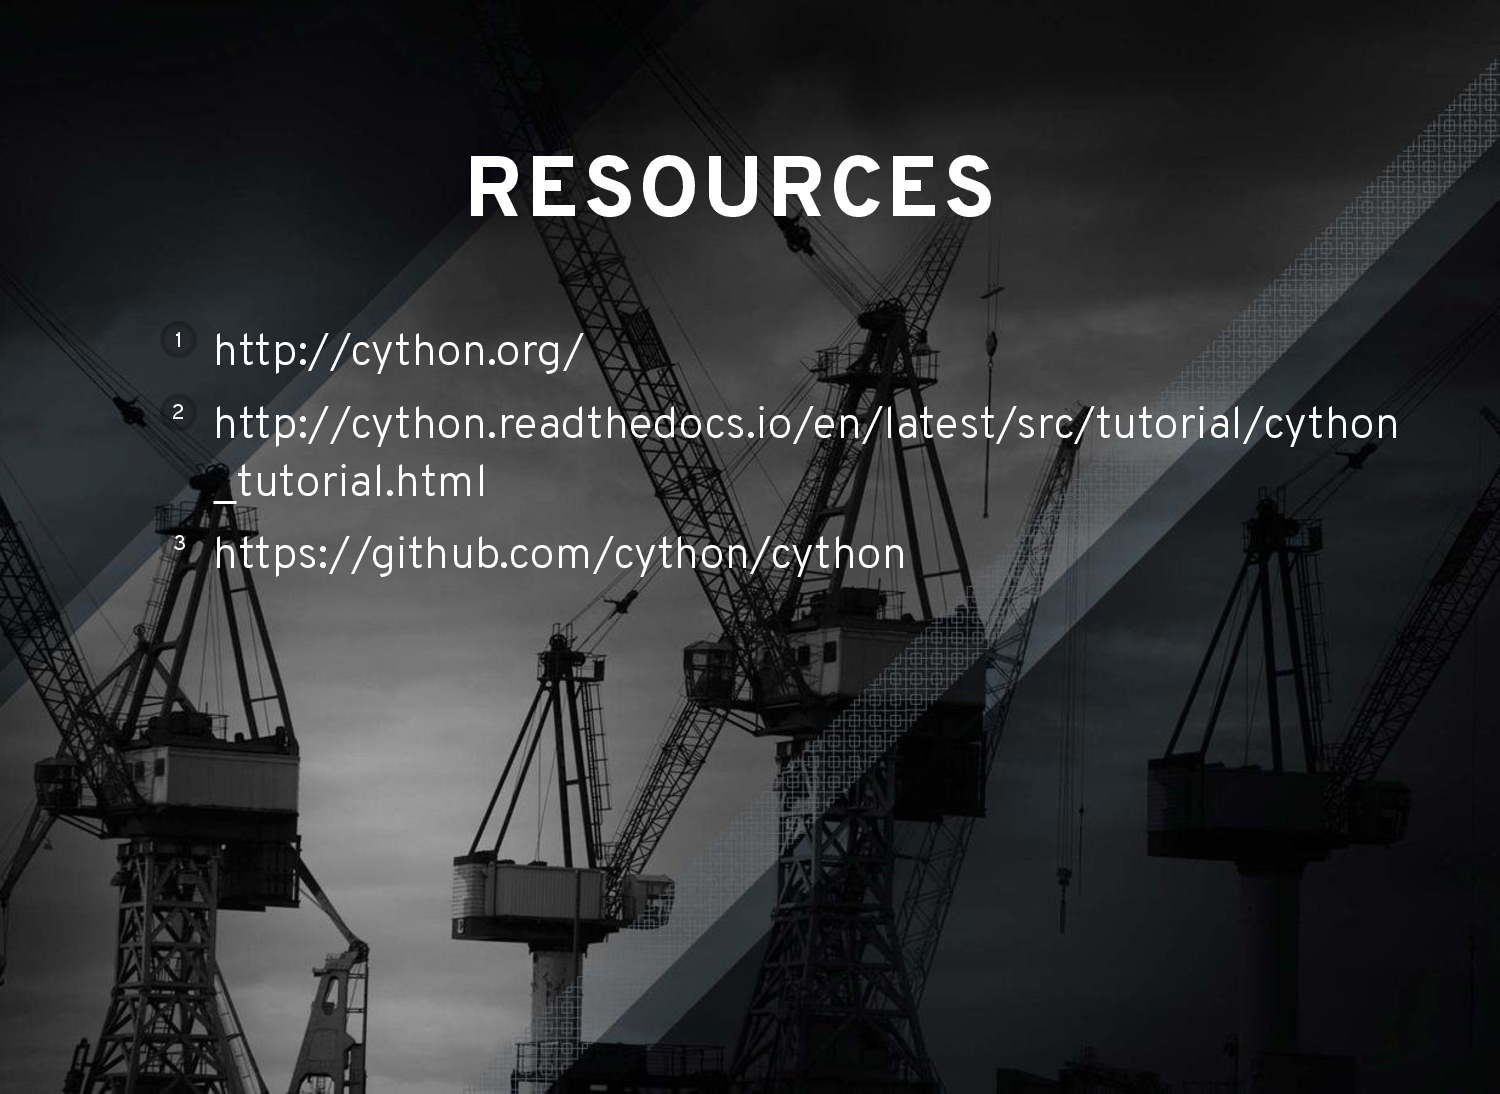 RESOURCES
1 http://cython.org/
2 http://cython.readthedocs.io/en/latest/src/tutorial/cython
_tutorial.html
3 https://github.com/cython/cython